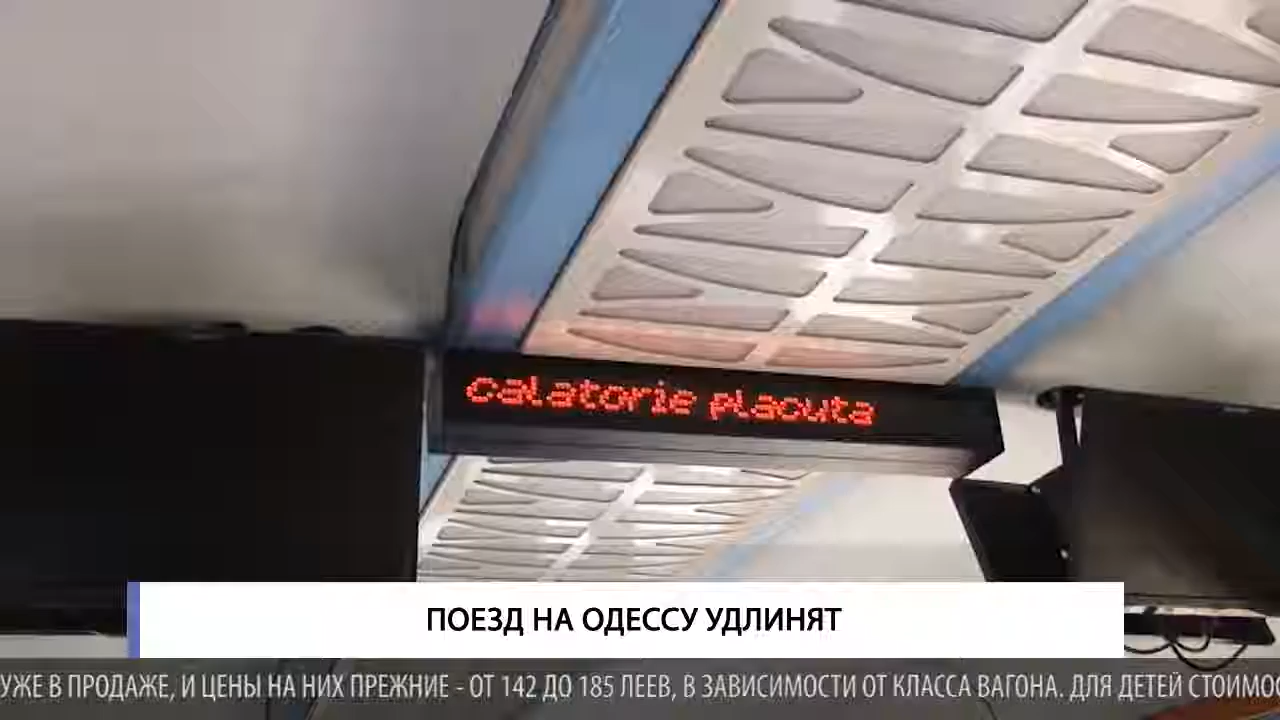 calatorie placuta
ПОЕЗД НА ОДЕССУ УДЛИНЯТ
УЖЕ В ПРОДАЖЕ, И ЦЕНЫ НА НИХ ПРЕЖНИЕ - ОТ 142 ДО 185 ЛЕЕВ, В ЗАВИСИМОСТИ ОТ КЛАССА ВАГОНА. ДЛЯ ДЕТЕЙ СТОИМОС